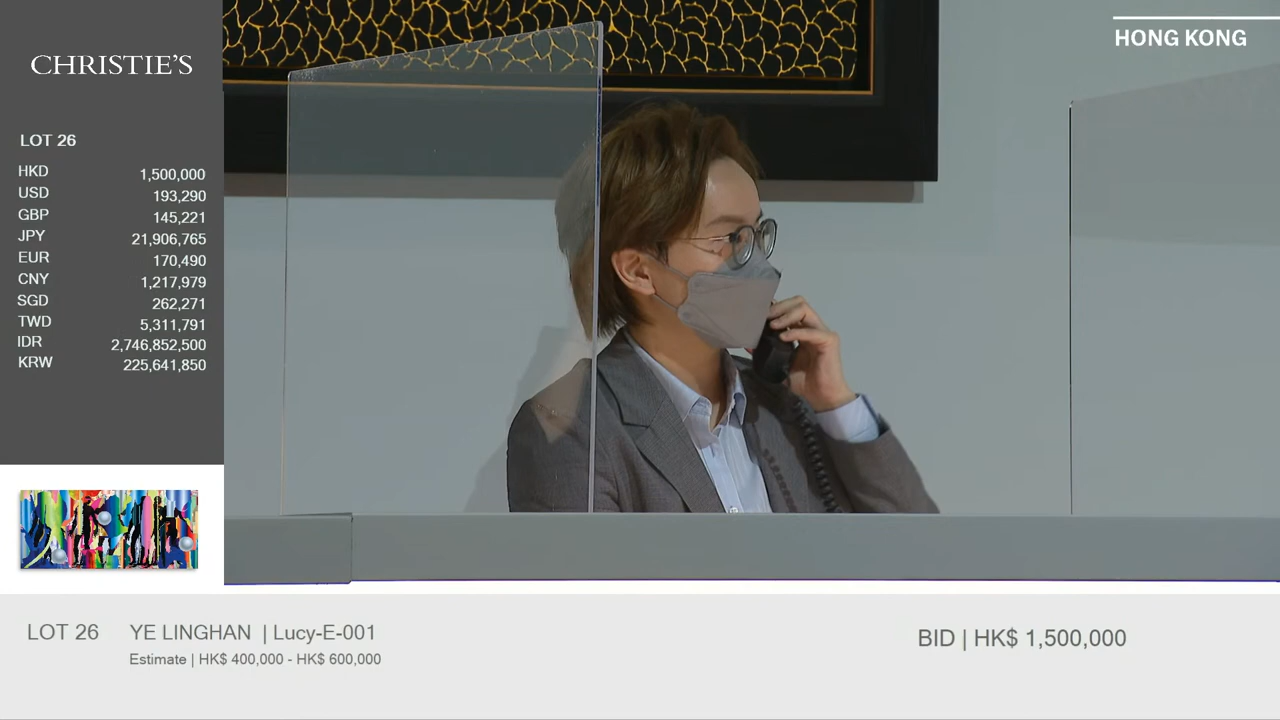 CHRISTIE'S
HONG KONG
LOT 26
HKD 1,500,000
USD 193,290
GBP 145,221
JPY 21,906,765
EUR 170,490
CNY 1,217,979
SGD 262,271
TWD 5,311,791
IDR 2,746,852,500
KRW 225,641,850
LOT 26 YE LINGHAN | Lucy-E-001
Estimate | HK$ 400,000 - HK$ 600,000
BID | HK$ 1,500,000